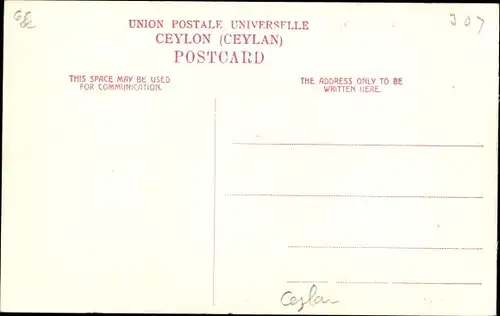 307
UNION POSTALE UNIVERSELLE
CEYLON (CEYLAN)
POSTCARD
THIS SPACE MAY BE USED
FOR COMMUNICATION.
THE ADDRESS ONLY TO BE
WRITTEN HERE.
Ceylan